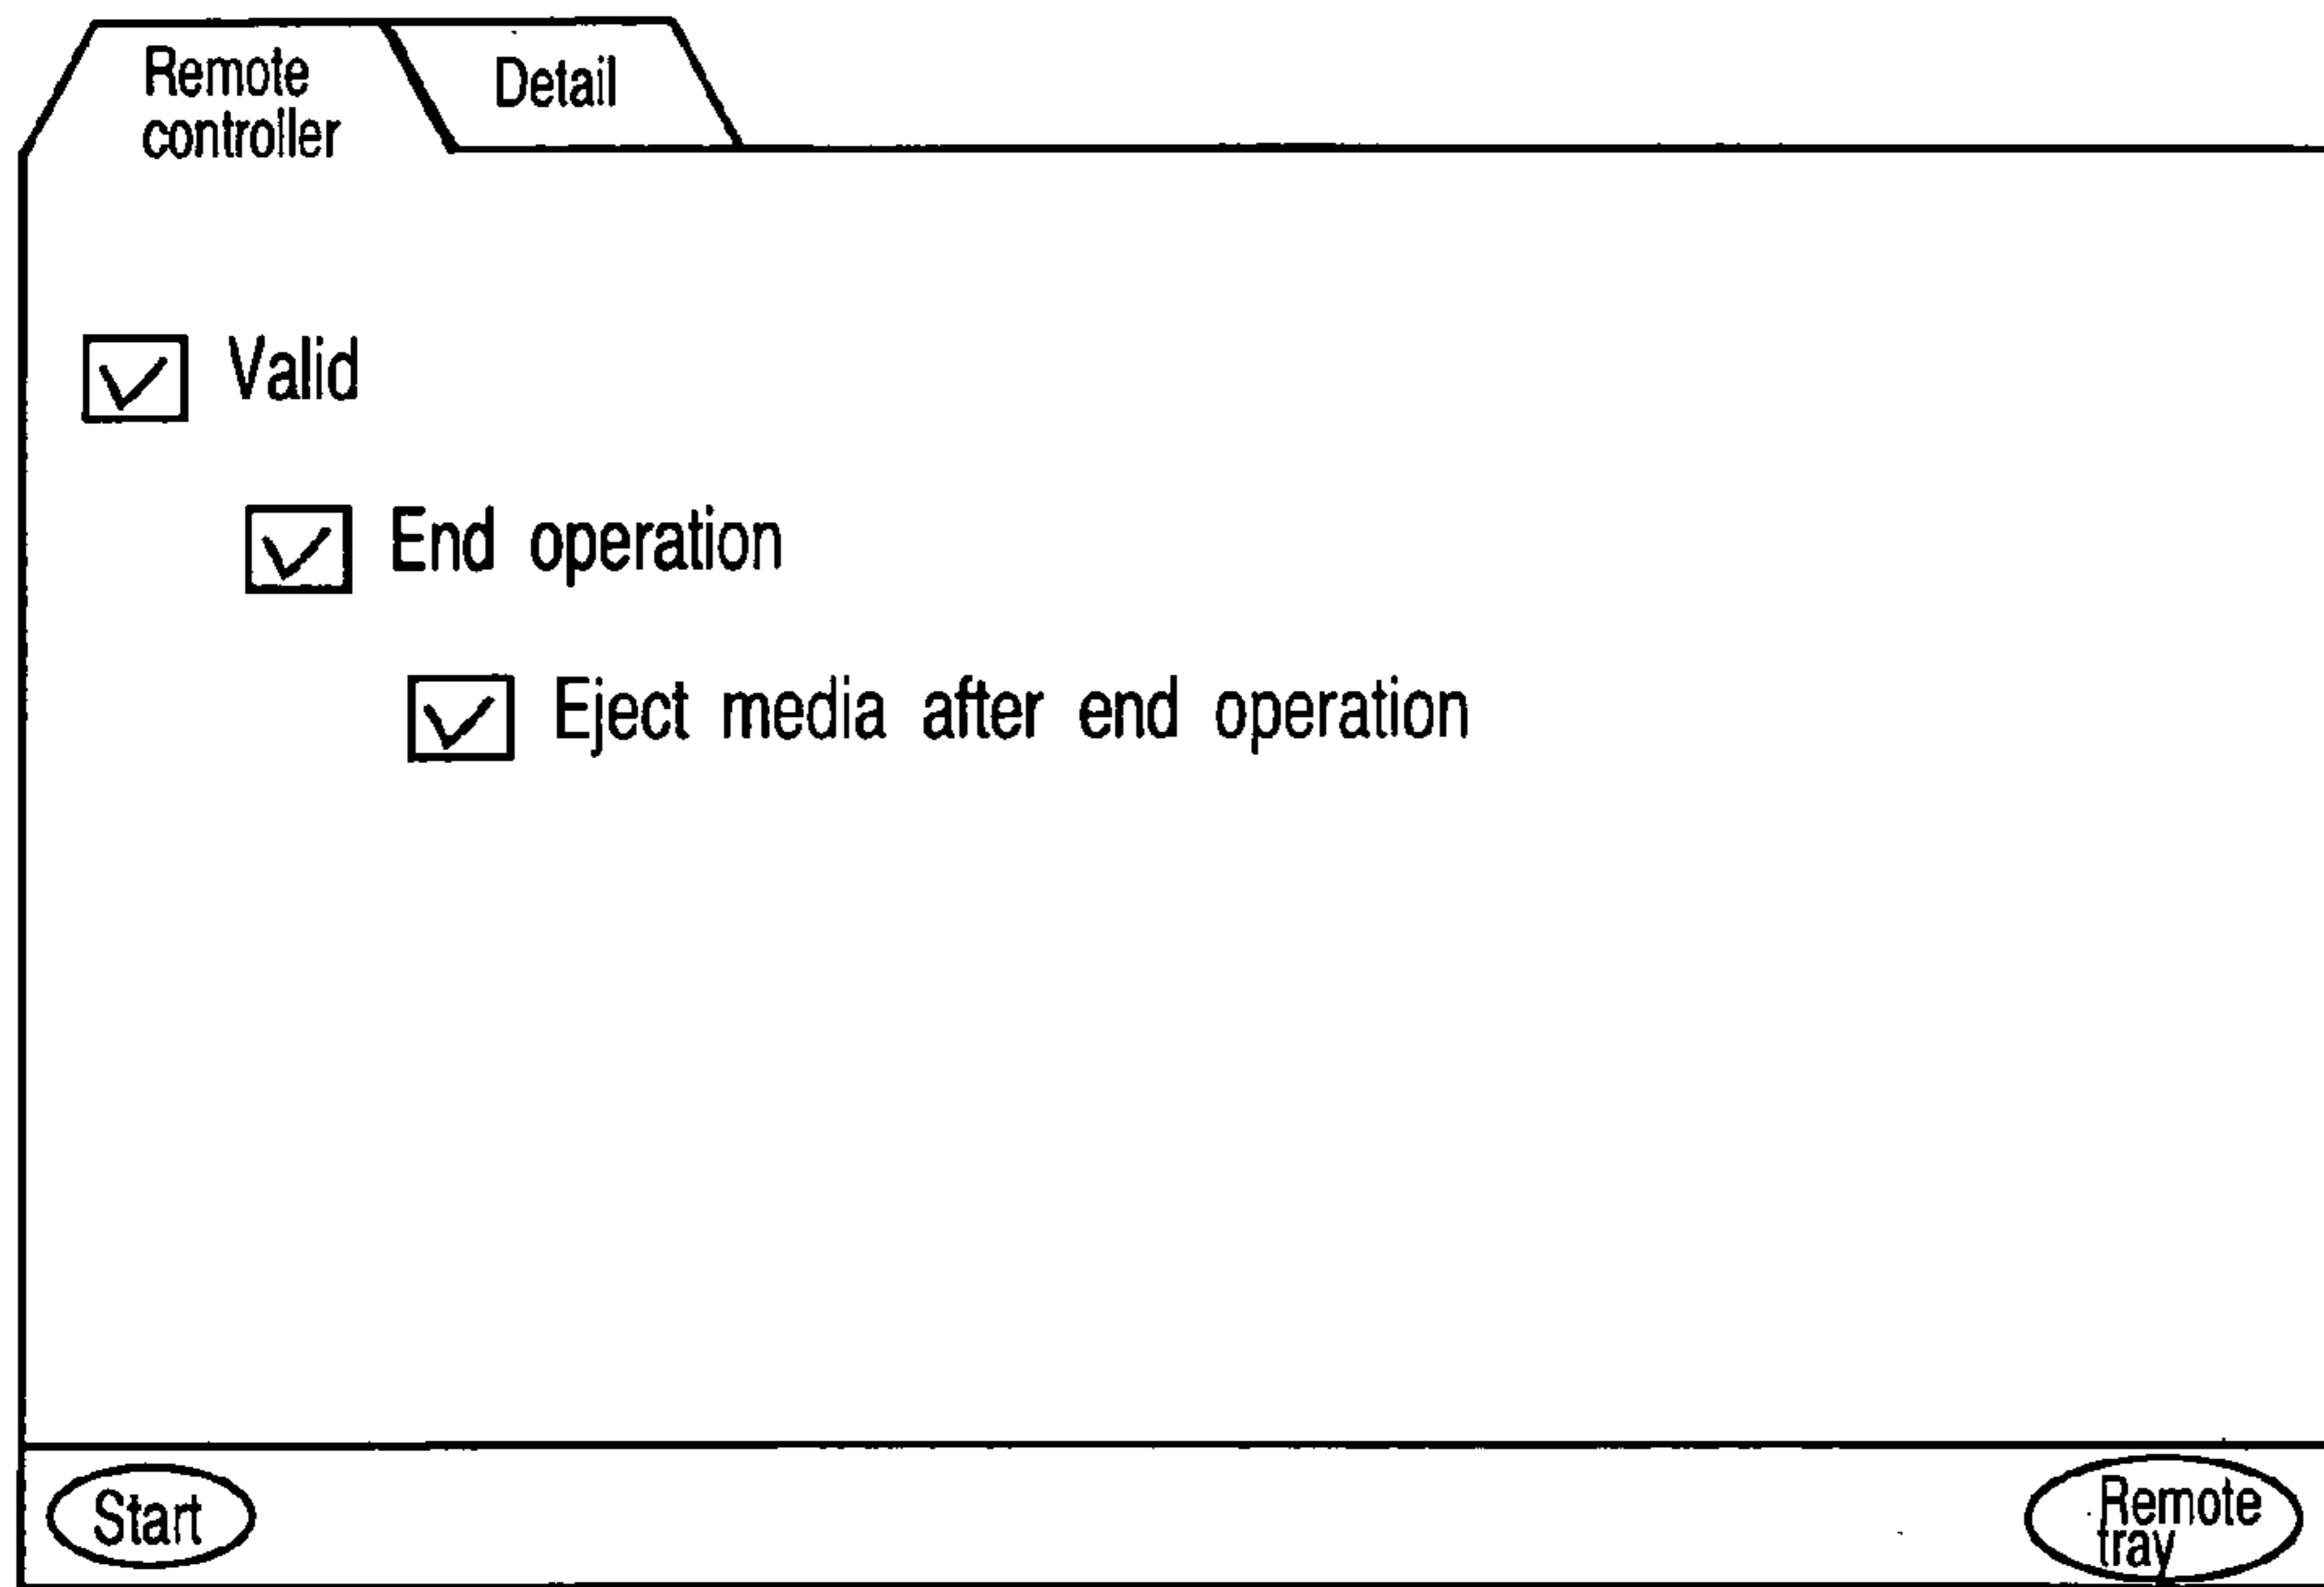 Remote
controller
Detail
Valid
End operation
Eject media after end operation
Start
Remote
tray